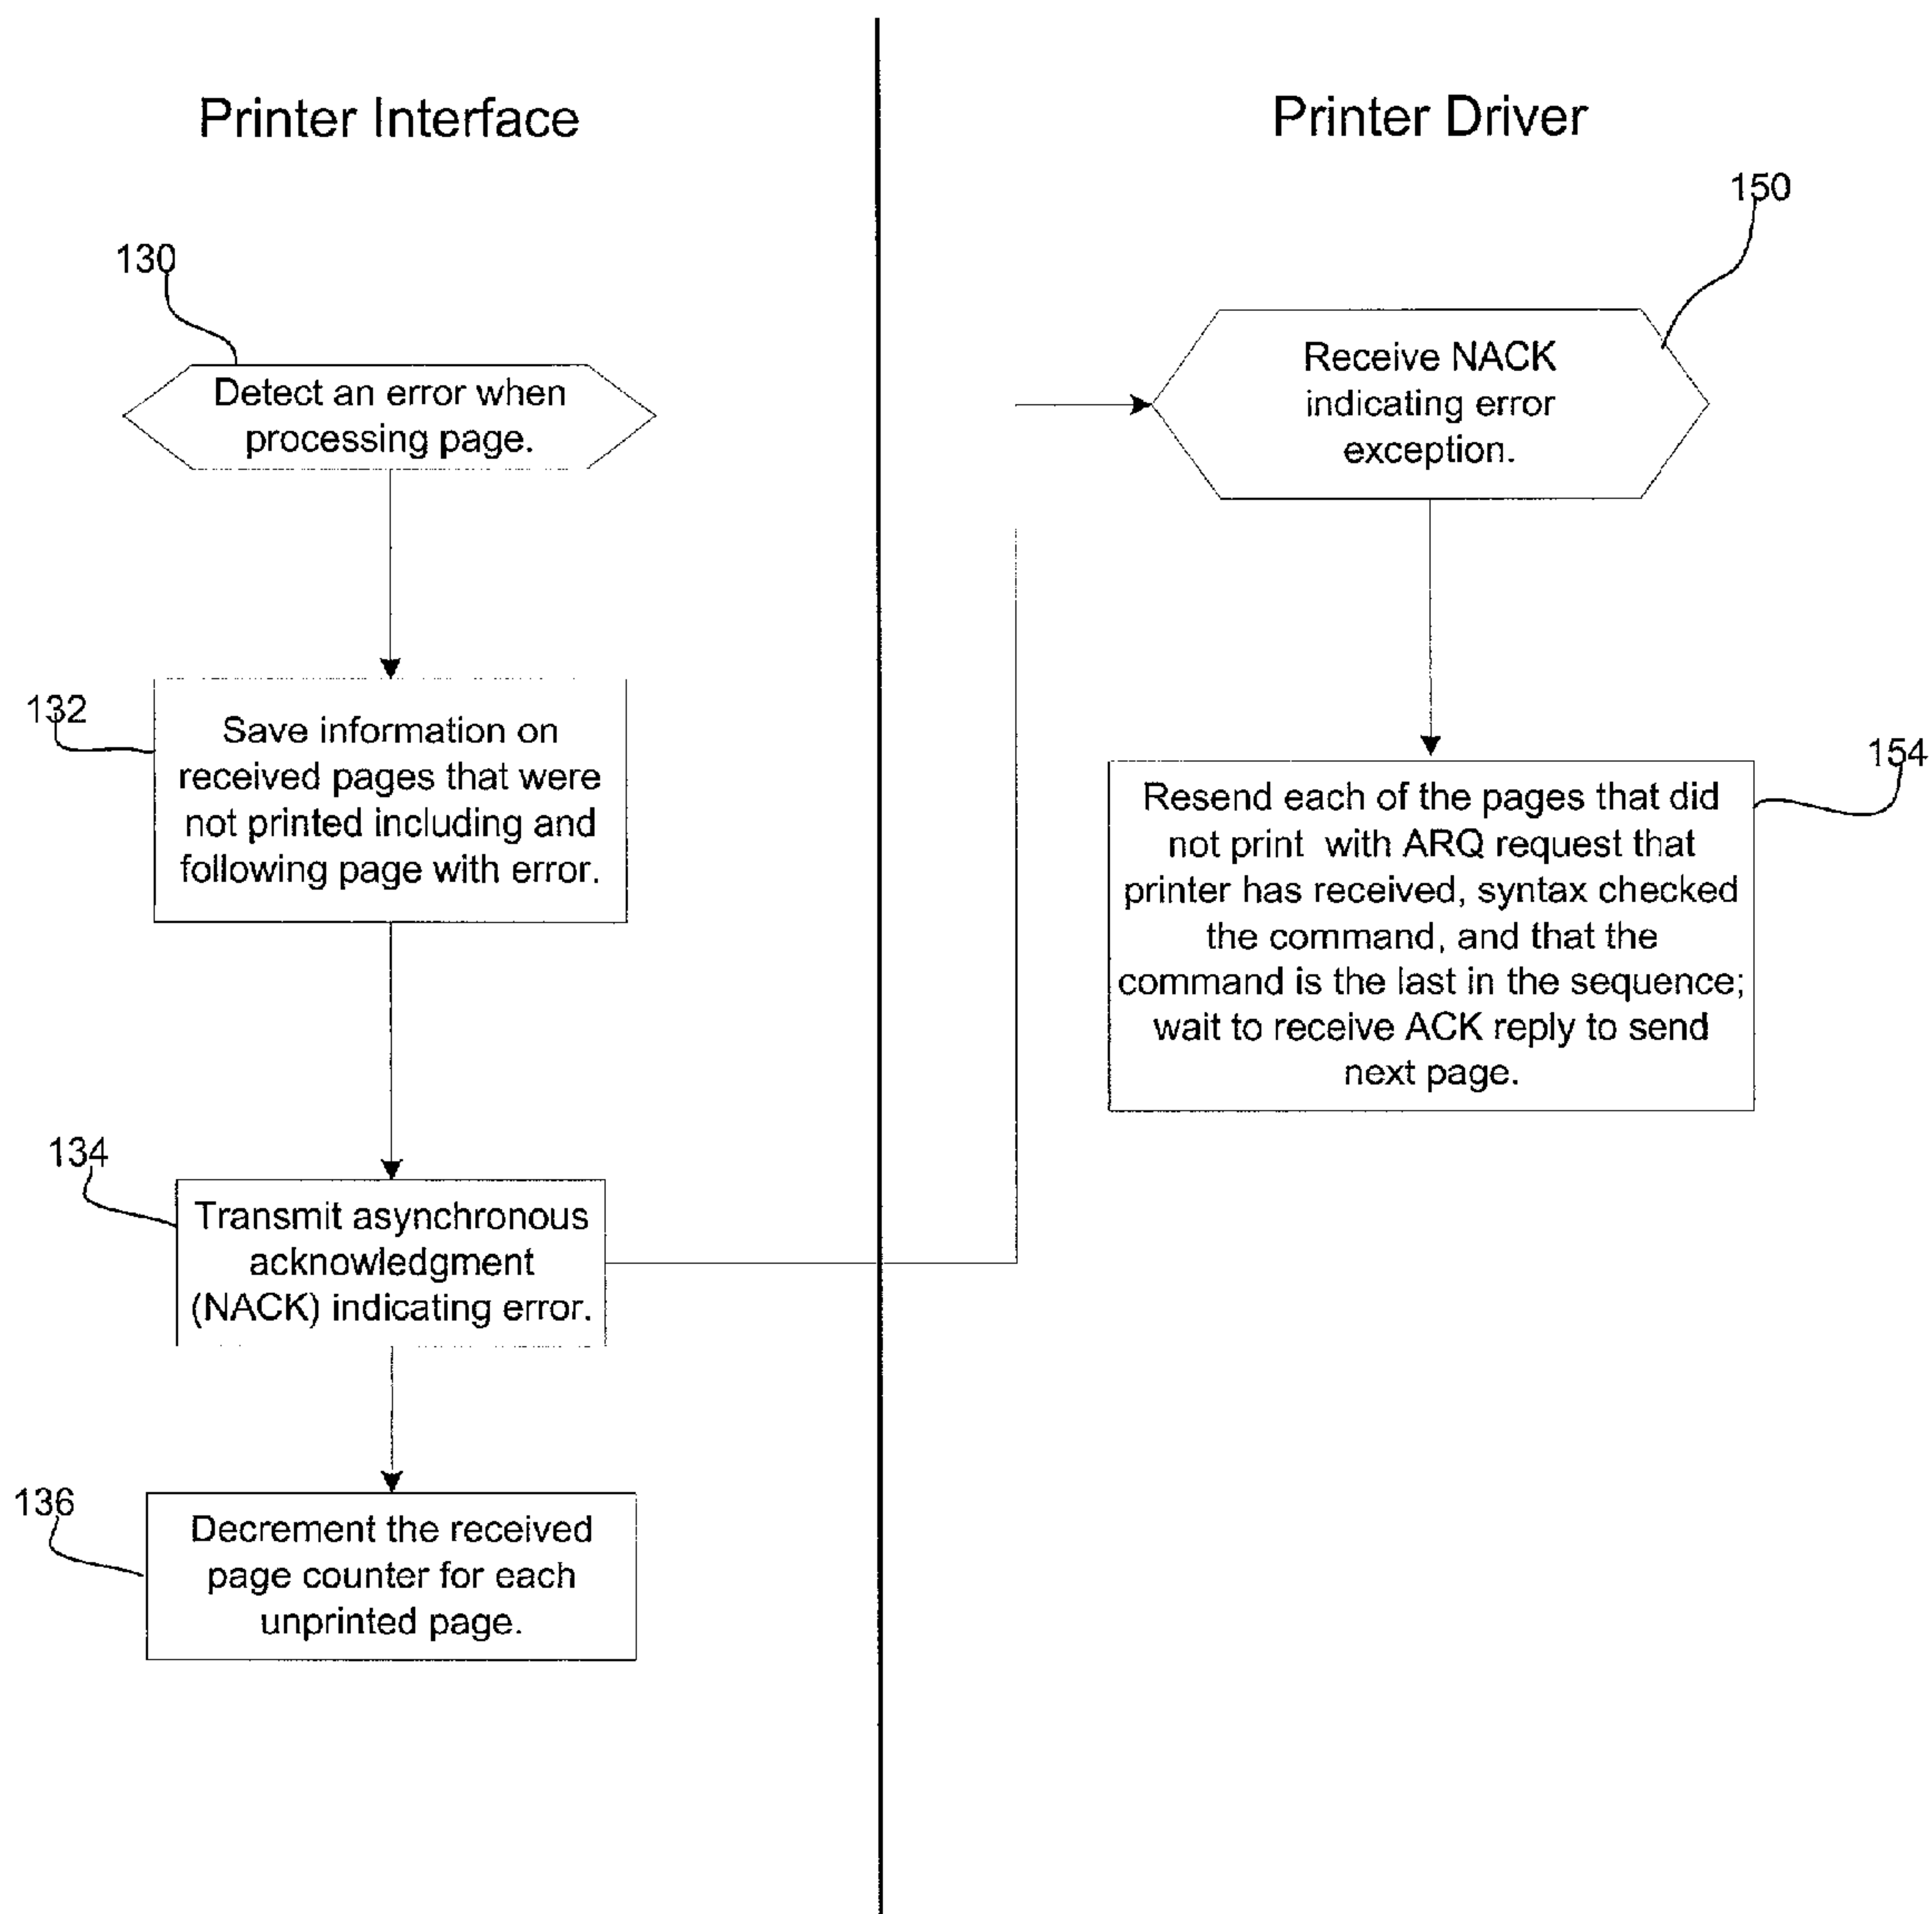 Printer Interface
130
Detect an error when
processing page.
132
Save information on
received pages that were
not printed including and
following page with error.
134
Transmit asynchronous
acknowledgment
(NACK) indicating error.
136
Decrement the received
page counter for each
unprinted page.
Printer Driver
150
Receive NACK
indicating error
exception.
154
Resend each of the pages that did
not print with ARQ request that
printer has received, syntax checked
the command, and that the
command is the last in the sequence;
wait to receive ACK reply to send
next page.